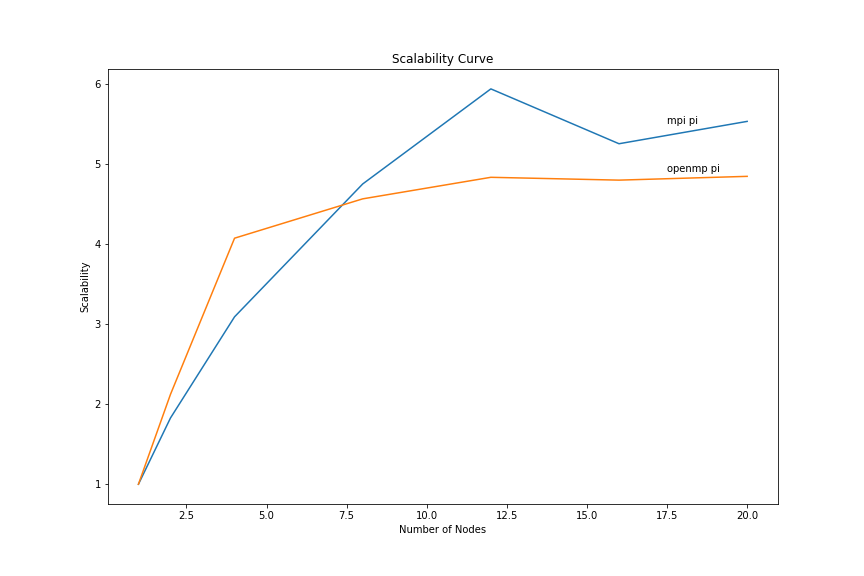 Scalability Curve
6
5
4
3
2
1
Scalability
mpi pi
openmp pi
2.5 5.0 7.5 10.0 12.5 15.0 17.5 20.0
Number of Nodes